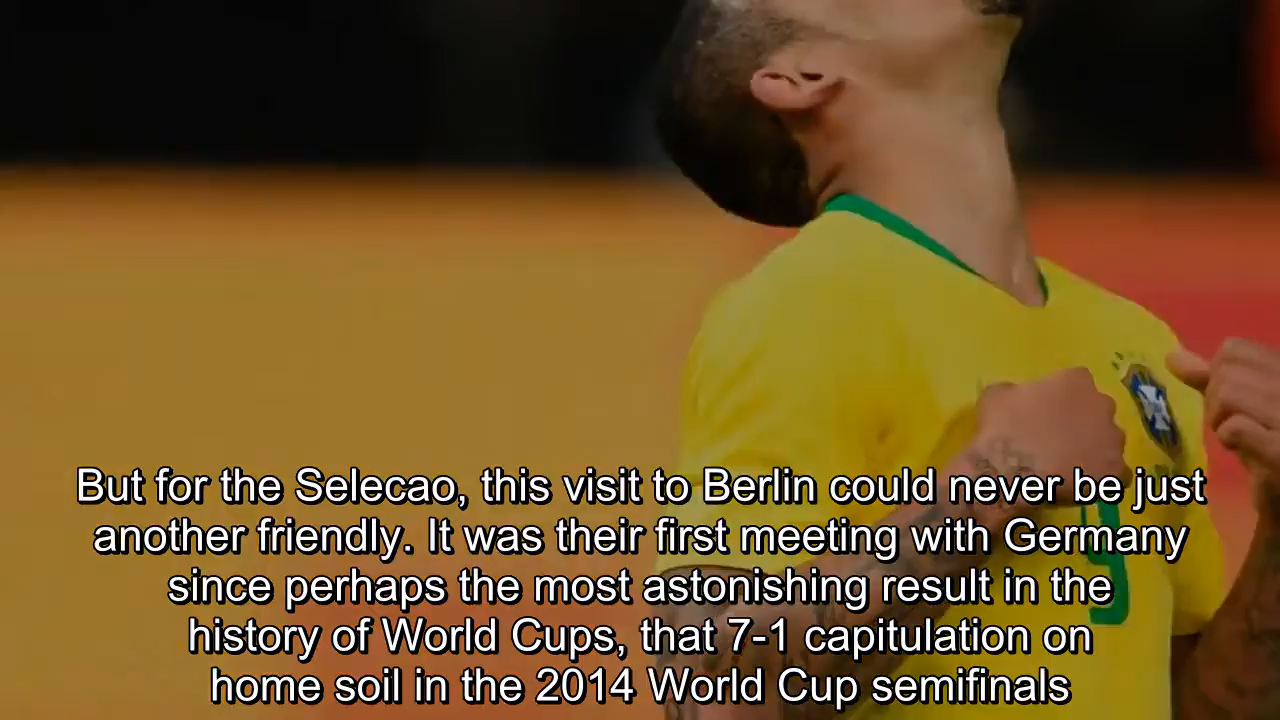 But for the Selecao, this visit to Berlin could never be just
another friendly. It was their first meeting with Germany
since perhaps the most astonishing result in the
history of World Cups, that 7-1 capitulation on
home soil in the 2014 World Cup semifinals
9